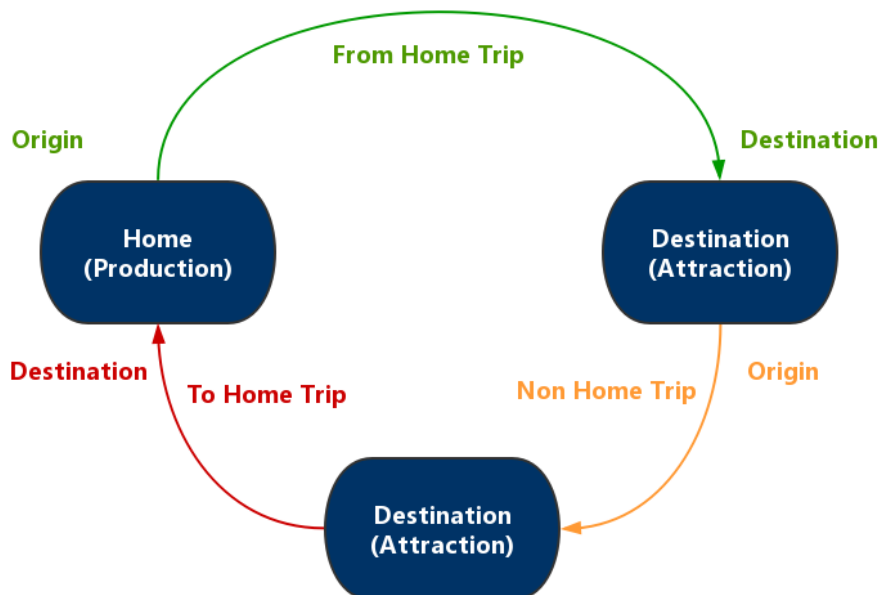 From Home Trip
Origin
Destination
Home
(Production)
Destination
(Attraction)
Destination
To Home Trip
Non Home Trip
Origin
Destination
(Attraction)